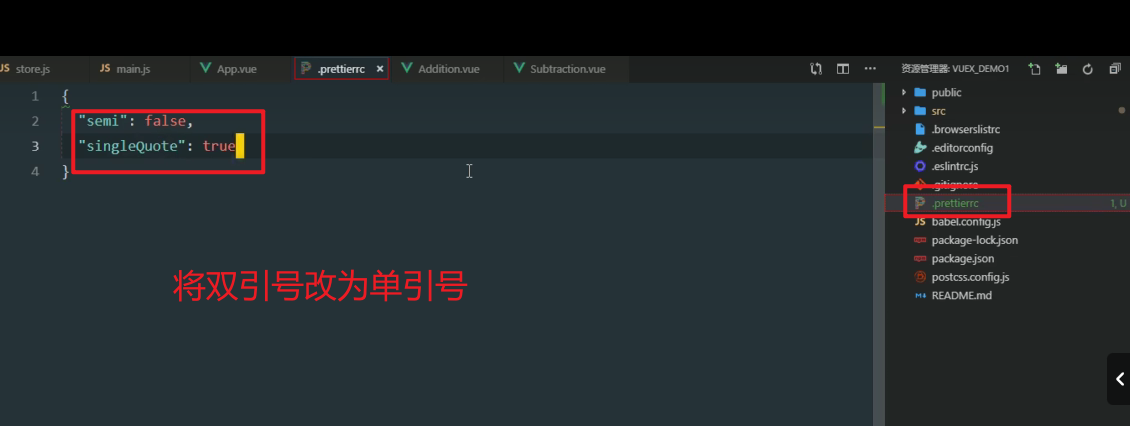 JS store.js
JS main.js
App.vue
.prettierrc ×
Addition.vue
Subtraction.vue
资源管理器: VUEX_DEMO1
1 {
2 "semi": false,
3 "singleQuote": true
4 }
将双引号改为单引号
public
src
.browserslistrc
.editorconfig
.eslintrc.js
.gitignore
.prettierrc 1, U
JS babel.config.js
package-lock.json
package.json
postcss.config.js
README.md